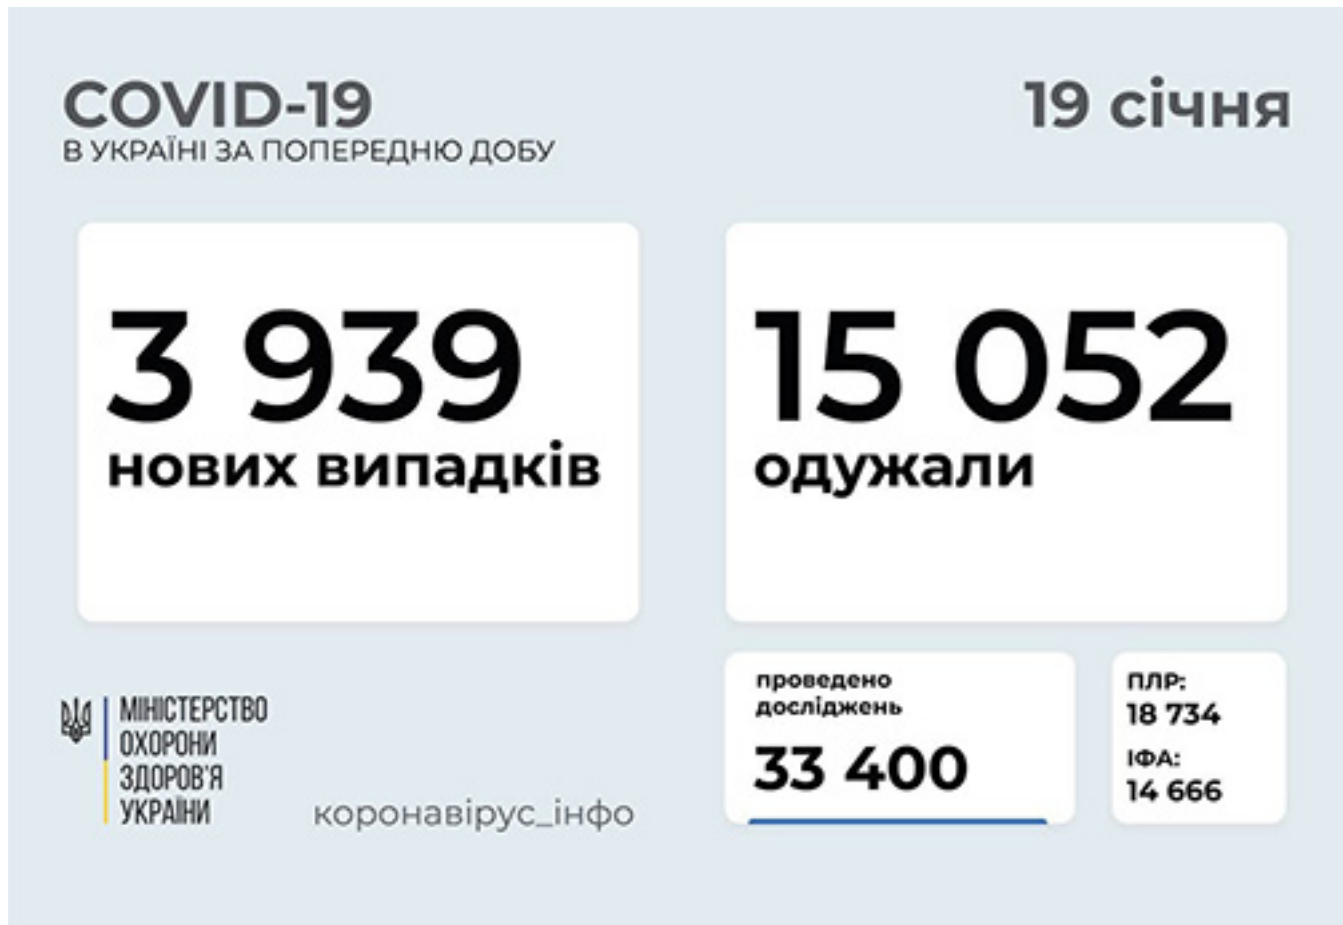 COVID-19
В УКРАЇНІ ЗА ПОПЕРЕДНЮ ДОБУ
19 січня
3 939
нових випадків
15 052
одужали
проведено
досліджень
33 400
ПЛР:
18 734
ІФА:
14 666
МІНІСТЕРСТВО
ОХОРОНИ
ЗДОРОВ'Я
УКРАЇНИ
коронавірус_інфо